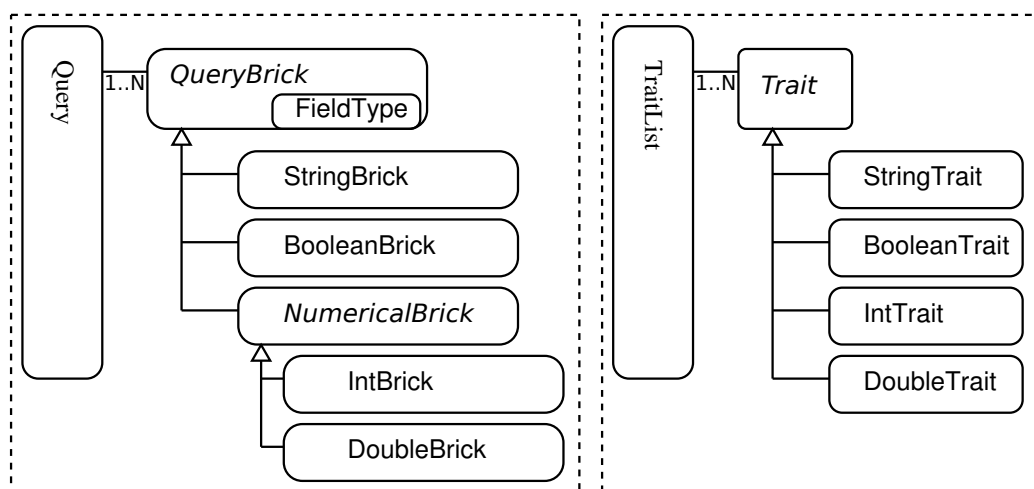 Query
1..N
QueryBrick
FieldType
StringBrick
BooleanBrick
NumericalBrick
IntBrick
DoubleBrick
TraitList
1..N
Trait
StringTrait
BooleanTrait
IntTrait
DoubleTrait